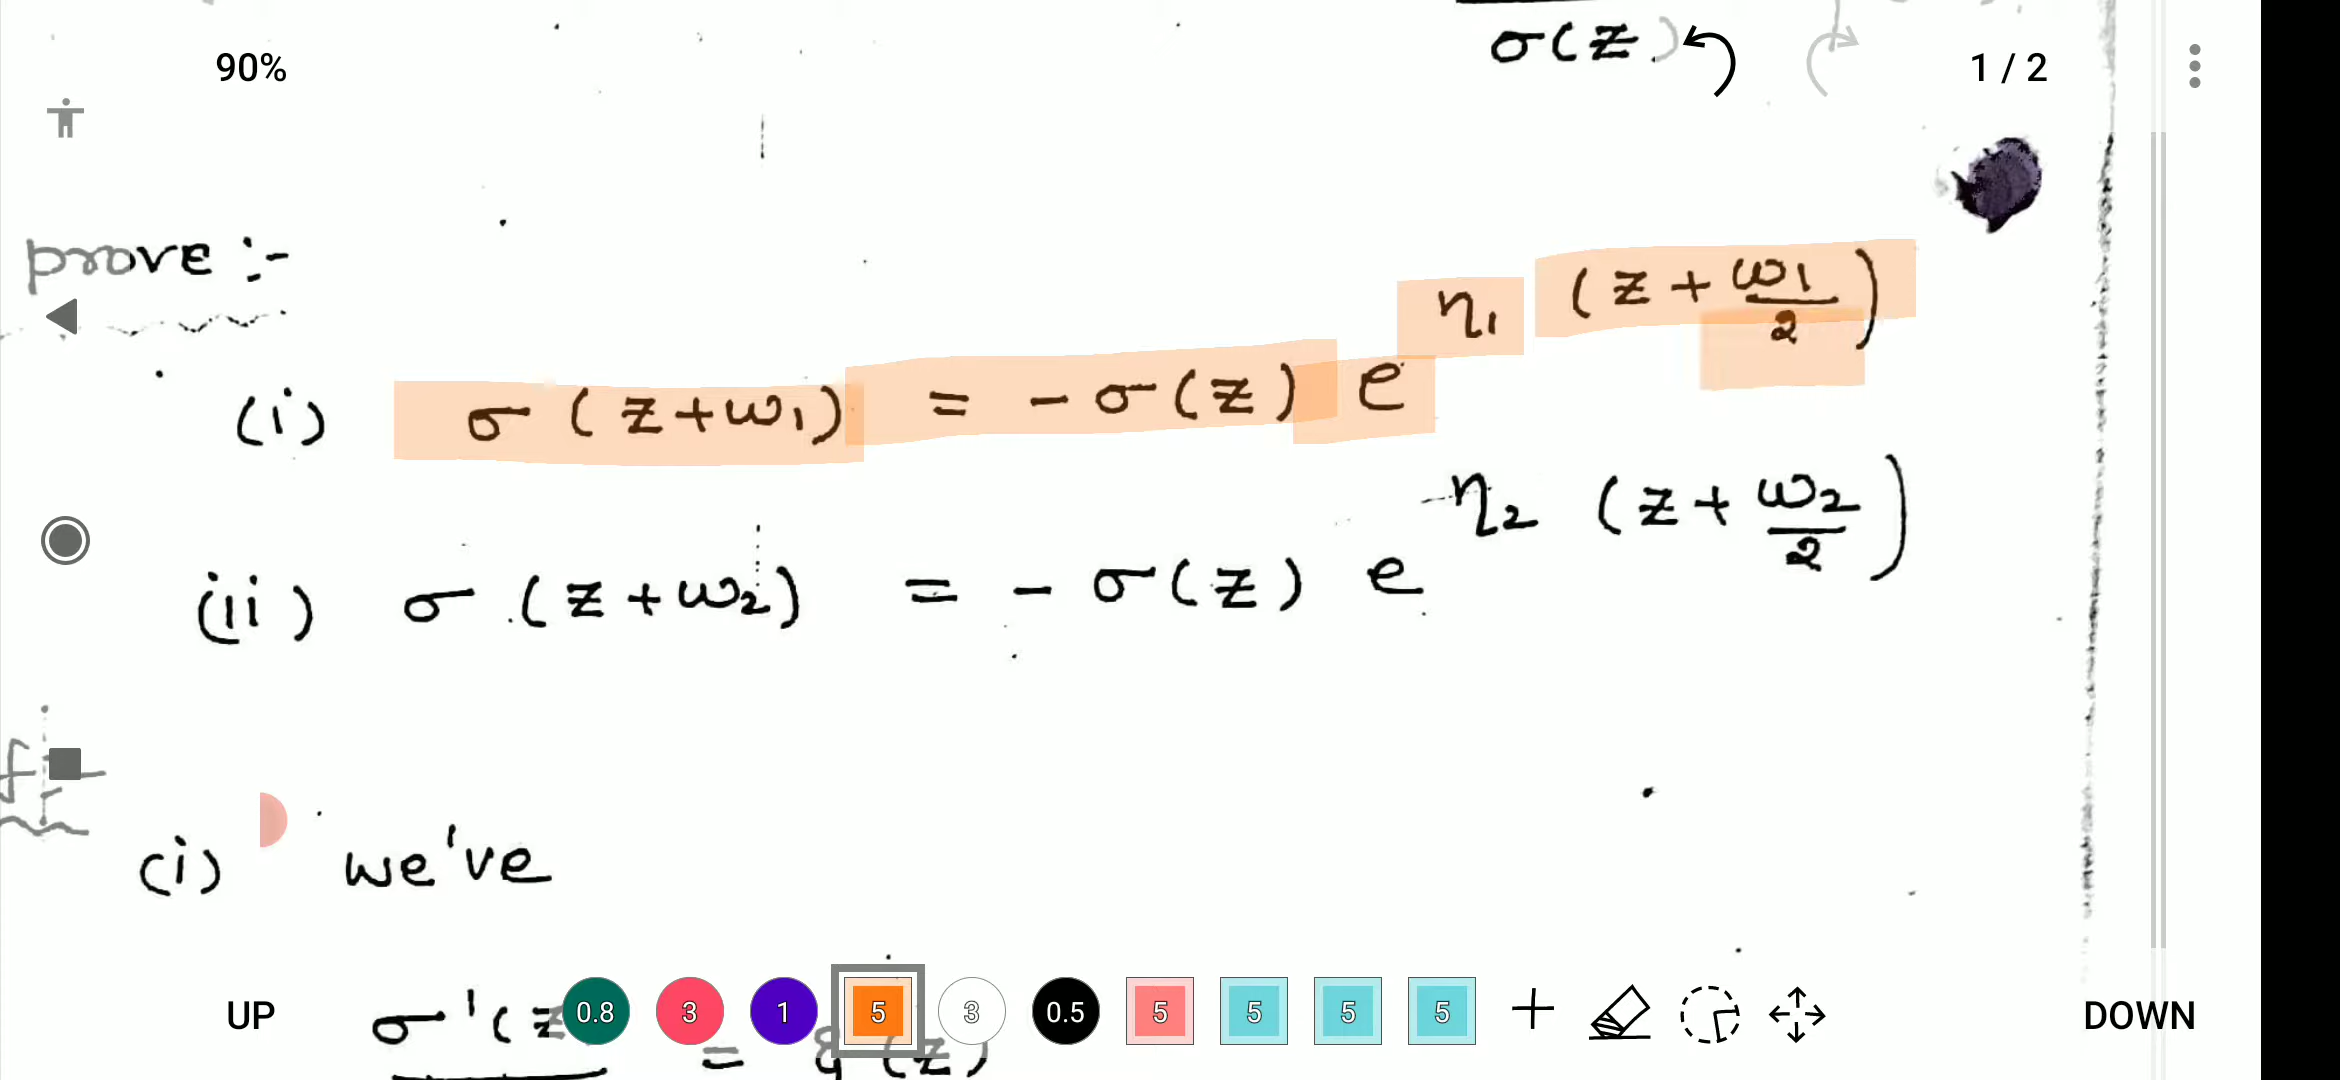 σ(z)
90%
1 / 2
prove :-
(i) σ (z+ω₁) = -σ(z) e^{η₁ (z + ω₁/2)}
(ii) σ (z+ω₂) = -σ(z) e^{η₂ (z + ω₂/2)}
(i) we've
UP
0.8
3
1
5
3
0.5
5
5
5
5
DOWN
σ'(z
= (z)